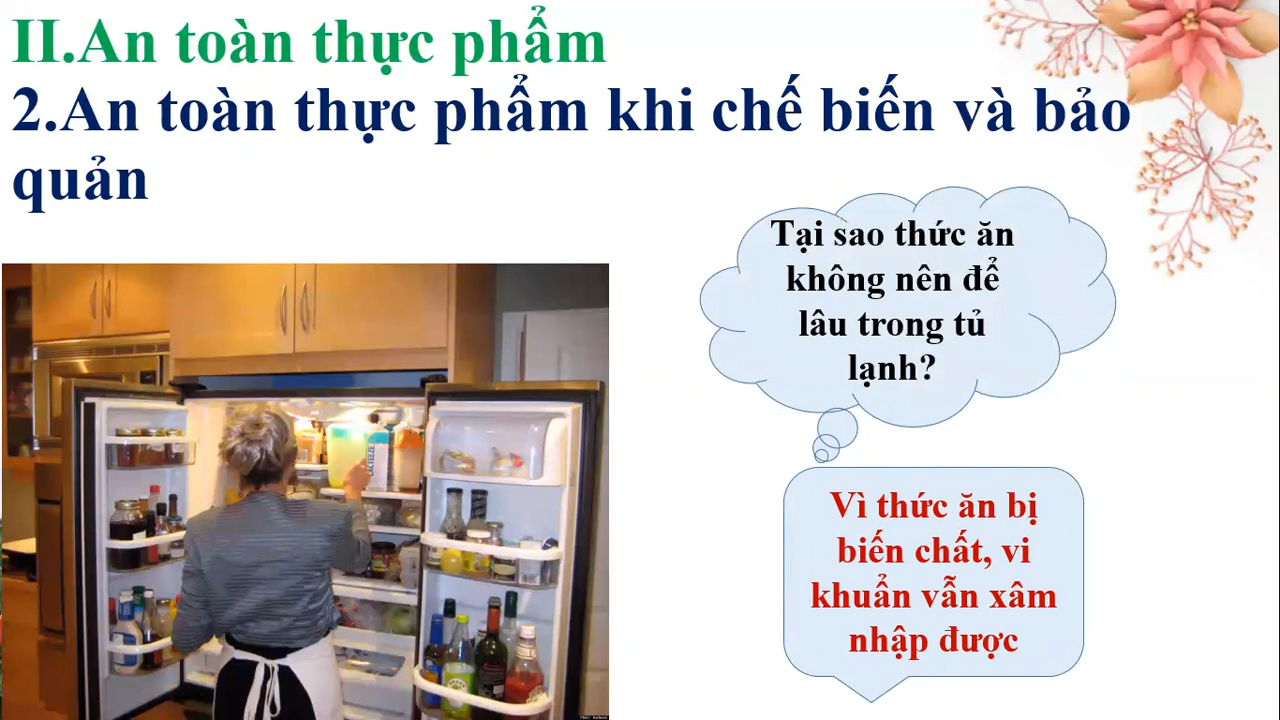 II.An toàn thực phẩm
2.An toàn thực phẩm khi chế biến và bảo
quản
Tại sao thức ăn
không nên để
lâu trong tủ
lạnh?
Vì thức ăn bị
biến chất, vi
khuẩn vẫn xâm
nhập được